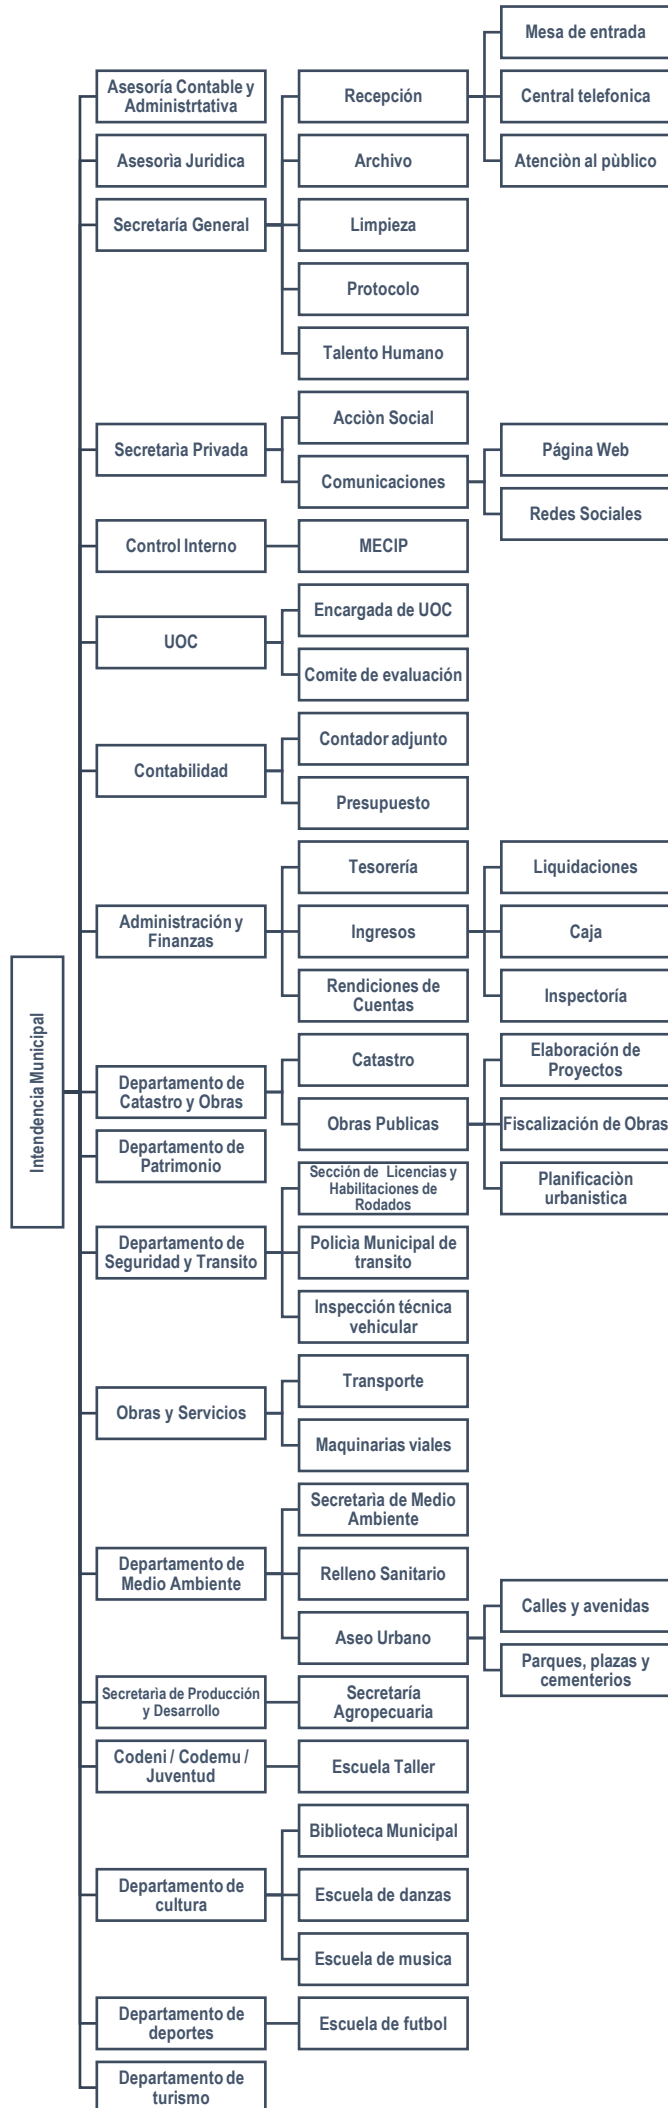 Mesa de entrada
Asesoría Contable y
Administrtativa
Recepción
Central telefonica
Asesorìa Juridica
Archivo
Atenciòn al pùblico
Secretaría General
Limpieza
Protocolo
Talento Humano
Acciòn Social
Secretarìa Privada
Comunicaciones
Página Web
Redes Sociales
Control Interno
MECIP
Encargada de UOC
UOC
Comite de evaluación
Contador adjunto
Contabilidad
Presupuesto
Tesorería
Liquidaciones
Administración y
Finanzas
Ingresos
Caja
Rendiciones de
Cuentas
Inspectoría
Intendencia Municipal
Catastro
Elaboración de
Proyectos
Departamento de
Catastro y Obras
Obras Publicas
Fiscalización de Obras
Departamento de
Patrimonio
Sección de Licencias y
Habilitaciones de
Rodados
Planificaciòn
urbanistica
Departamento de
Seguridad y Transito
Policìa Municipal de
transito
Inspección técnica
vehicular
Transporte
Obras y Servicios
Maquinarias viales
Secretarìa de Medio
Ambiente
Departamento de
Medio Ambiente
Relleno Sanitario
Aseo Urbano
Calles y avenidas
Parques, plazas y
cementerios
Secretarìa de Producción
y Desarrollo
Secretaría
Agropecuaria
Codeni / Codemu /
Juventud
Escuela Taller
Biblioteca Municipal
Departamento de
cultura
Escuela de danzas
Escuela de musica
Departamento de
deportes
Escuela de futbol
Departamento de
turismo